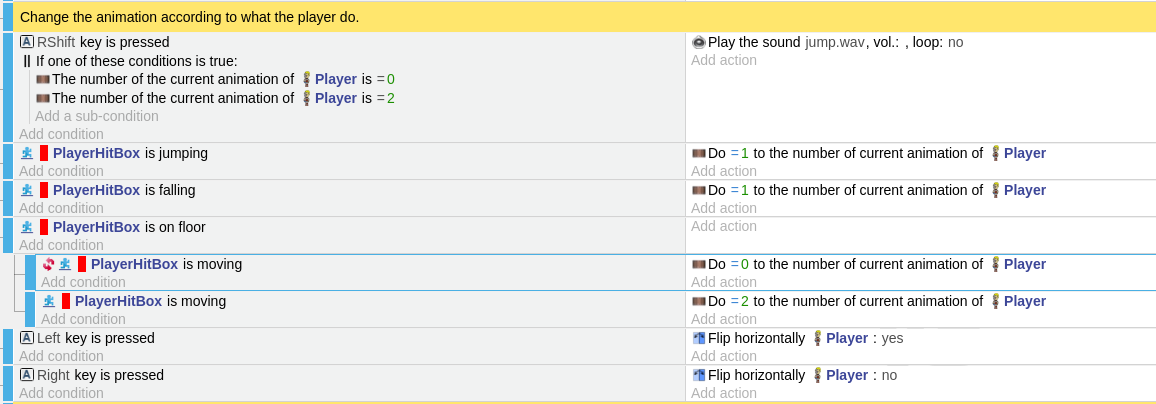 Change the animation according to what the player do.
A RShift key is pressed
Play the sound jump.wav, vol.: , loop: no
If one of these conditions is true:
Add action
The number of the current animation of Player is =0
The number of the current animation of Player is =2
Add a sub-condition
Add condition
PlayerHitBox is jumping
Do =1 to the number of current animation of Player
Add condition
Add action
PlayerHitBox is falling
Do =1 to the number of current animation of Player
Add condition
Add action
PlayerHitBox is on floor
Add action
Add condition
PlayerHitBox is moving
Do =0 to the number of current animation of Player
Add condition
Add action
PlayerHitBox is moving
Do =2 to the number of current animation of Player
Add condition
Add action
A Left key is pressed
Flip horizontally Player : yes
Add condition
Add action
A Right key is pressed
Flip horizontally Player : no
Add condition
Add action